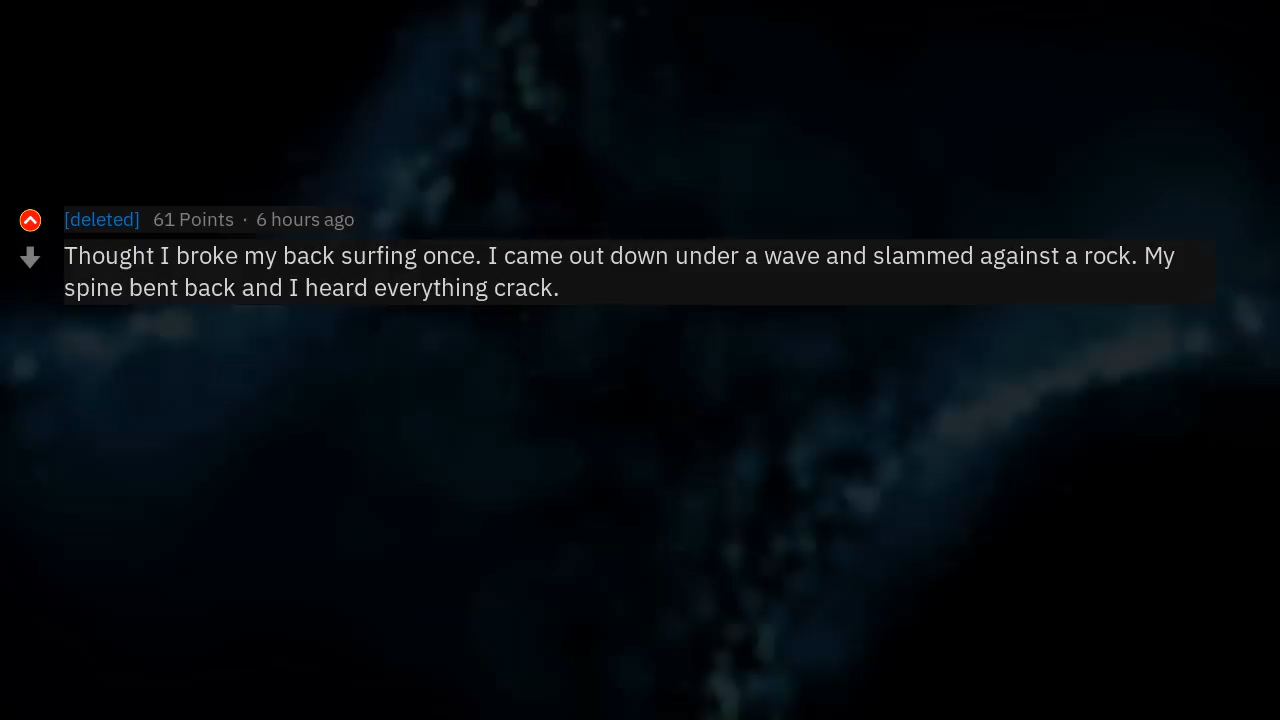 [deleted] 61 Points · 6 hours ago
Thought I broke my back surfing once. I came out down under a wave and slammed against a rock. My
spine bent back and I heard everything crack.